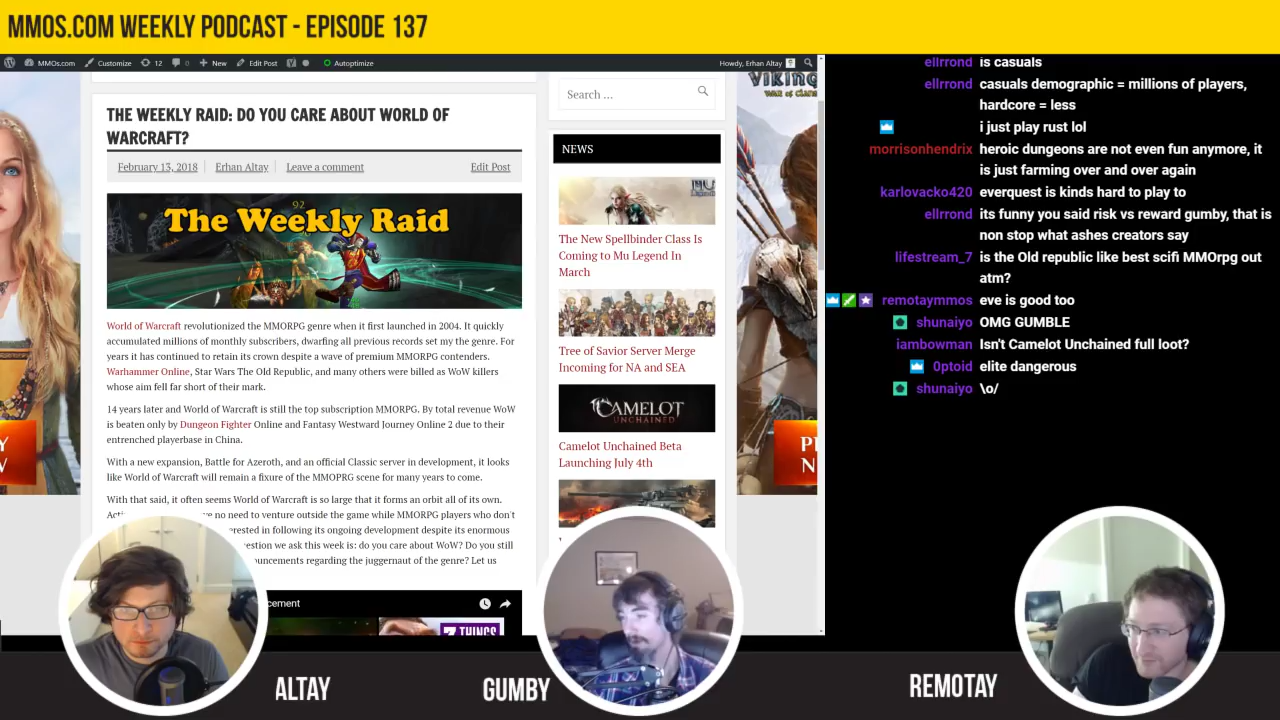 MMOS.COM WEEKLY PODCAST - EPISODE 137
MMOs.com Customize 12 0 New Edit Post Autoptimize Howdy, Erhan Altay
THE WEEKLY RAID: DO YOU CARE ABOUT WORLD OF
WARCRAFT?
February 13, 2018 Erhan Altay Leave a comment Edit Post
92
The Weekly Raid
World of Warcraft revolutionized the MMORPG genre when it first launched in 2004. It quickly
accumulated millions of monthly subscribers, dwarfing all previous records set my the genre. For
years it has continued to retain its crown despite a wave of premium MMORPG contenders.
Warhammer Online, Star Wars The Old Republic, and many others were billed as WoW killers
whose aim fell far short of their mark.
14 years later and World of Warcraft is still the top subscription MMORPG. By total revenue WoW
is beaten only by Dungeon Fighter Online and Fantasy Westward Journey Online 2 due to their
entrenched playerbase in China.
With a new expansion, Battle for Azeroth, and an official Classic server in development, it looks
like World of Warcraft will remain a fixure of the MMOPRG scene for many years to come.
With that said, it often seems World of Warcraft is so large that it forms an orbit all of its own.
no need to venture outside the game while MMORPG players who don't
in following its ongoing development despite its enormous
we ask this week is: do you care about WoW? Do you still
regarding the juggernaut of the genre? Let us
7 THINGS
Search ...
NEWS
MU
The New Spellbinder Class Is
Coming to Mu Legend In
March
Tree of Savior Server Merge
Incoming for NA and SEA
CAMELOT
UNCHAINED
Camelot Unchained Beta
Launching July 4th
VIKINGS
WAR OF CLANS
ellrrond is casuals
ellrrond casuals demographic = millions of players,
hardcore = less
i just play rust lol
morrisonhendrix heroic dungeons are not even fun anymore, it
is just farming over and over again
karlovacko420 everquest is kinds hard to play to
ellrrond its funny you said risk vs reward gumby, that is
non stop what ashes creators say
lifestream_7 is the Old republic like best scifi MMOrpg out
atm?
remotaymmos eve is good too
shunaiyo OMG GUMBLE
iambowman Isn't Camelot Unchained full loot?
0ptoid elite dangerous
shunaiyo \o/
ALTAY
GUMBY
REMOTAY